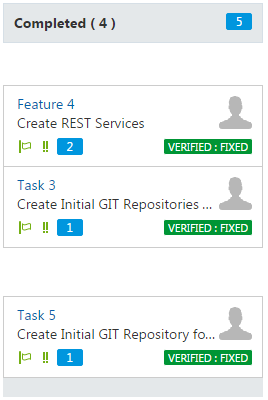 Completed ( 4 ) 5
Feature 4
Create REST Services
2 VERIFIED : FIXED
Task 3
Create Initial GIT Repositories ...
1 VERIFIED : FIXED
Task 5
Create Initial GIT Repository fo...
1 VERIFIED : FIXED